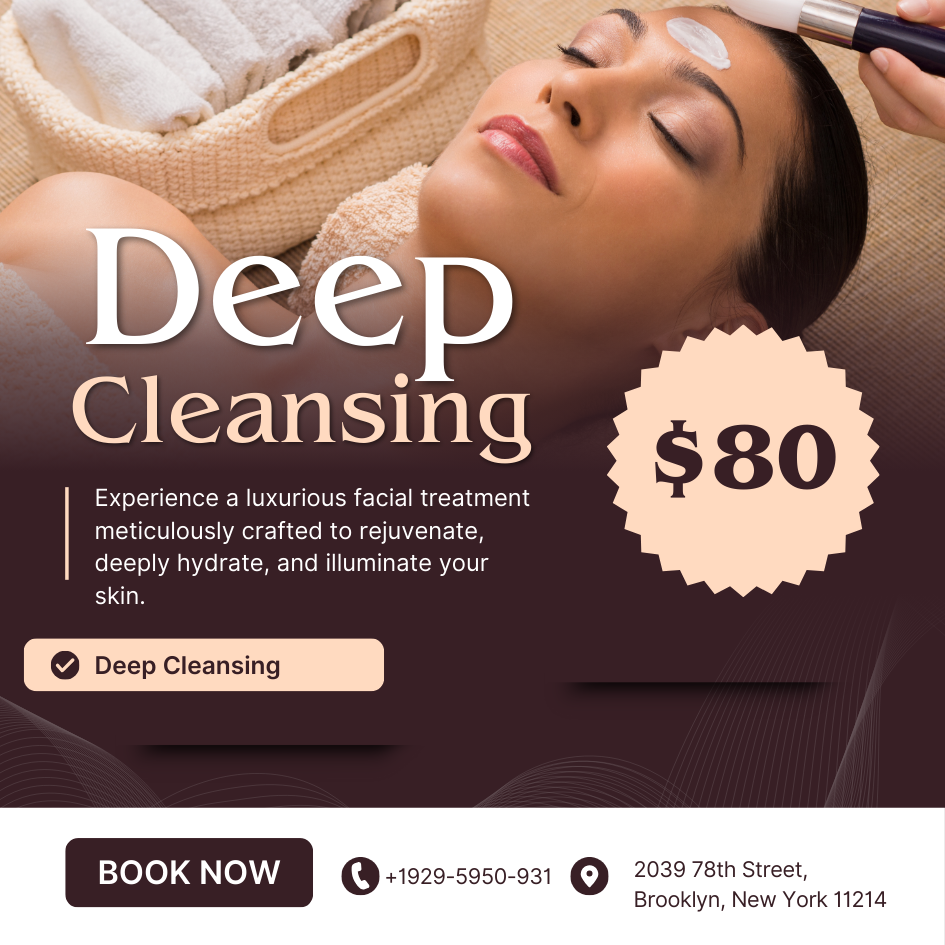 Deep
Cleansing
$80
Experience a luxurious facial treatment
meticulously crafted to rejuvenate,
deeply hydrate, and illuminate your
skin.
Deep Cleansing
BOOK NOW
+1929-5950-931
2039 78th Street,
Brooklyn, New York 11214